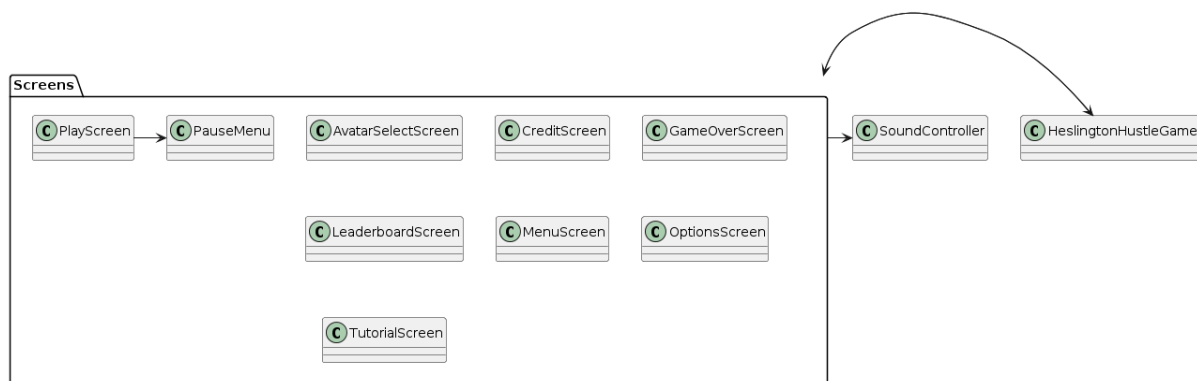 Screens
C PlayScreen
C PauseMenu
C AvatarSelectScreen
C CreditScreen
C GameOverScreen
C SoundController
C HeslingtonHustleGame
C LeaderboardScreen
C MenuScreen
C OptionsScreen
C TutorialScreen